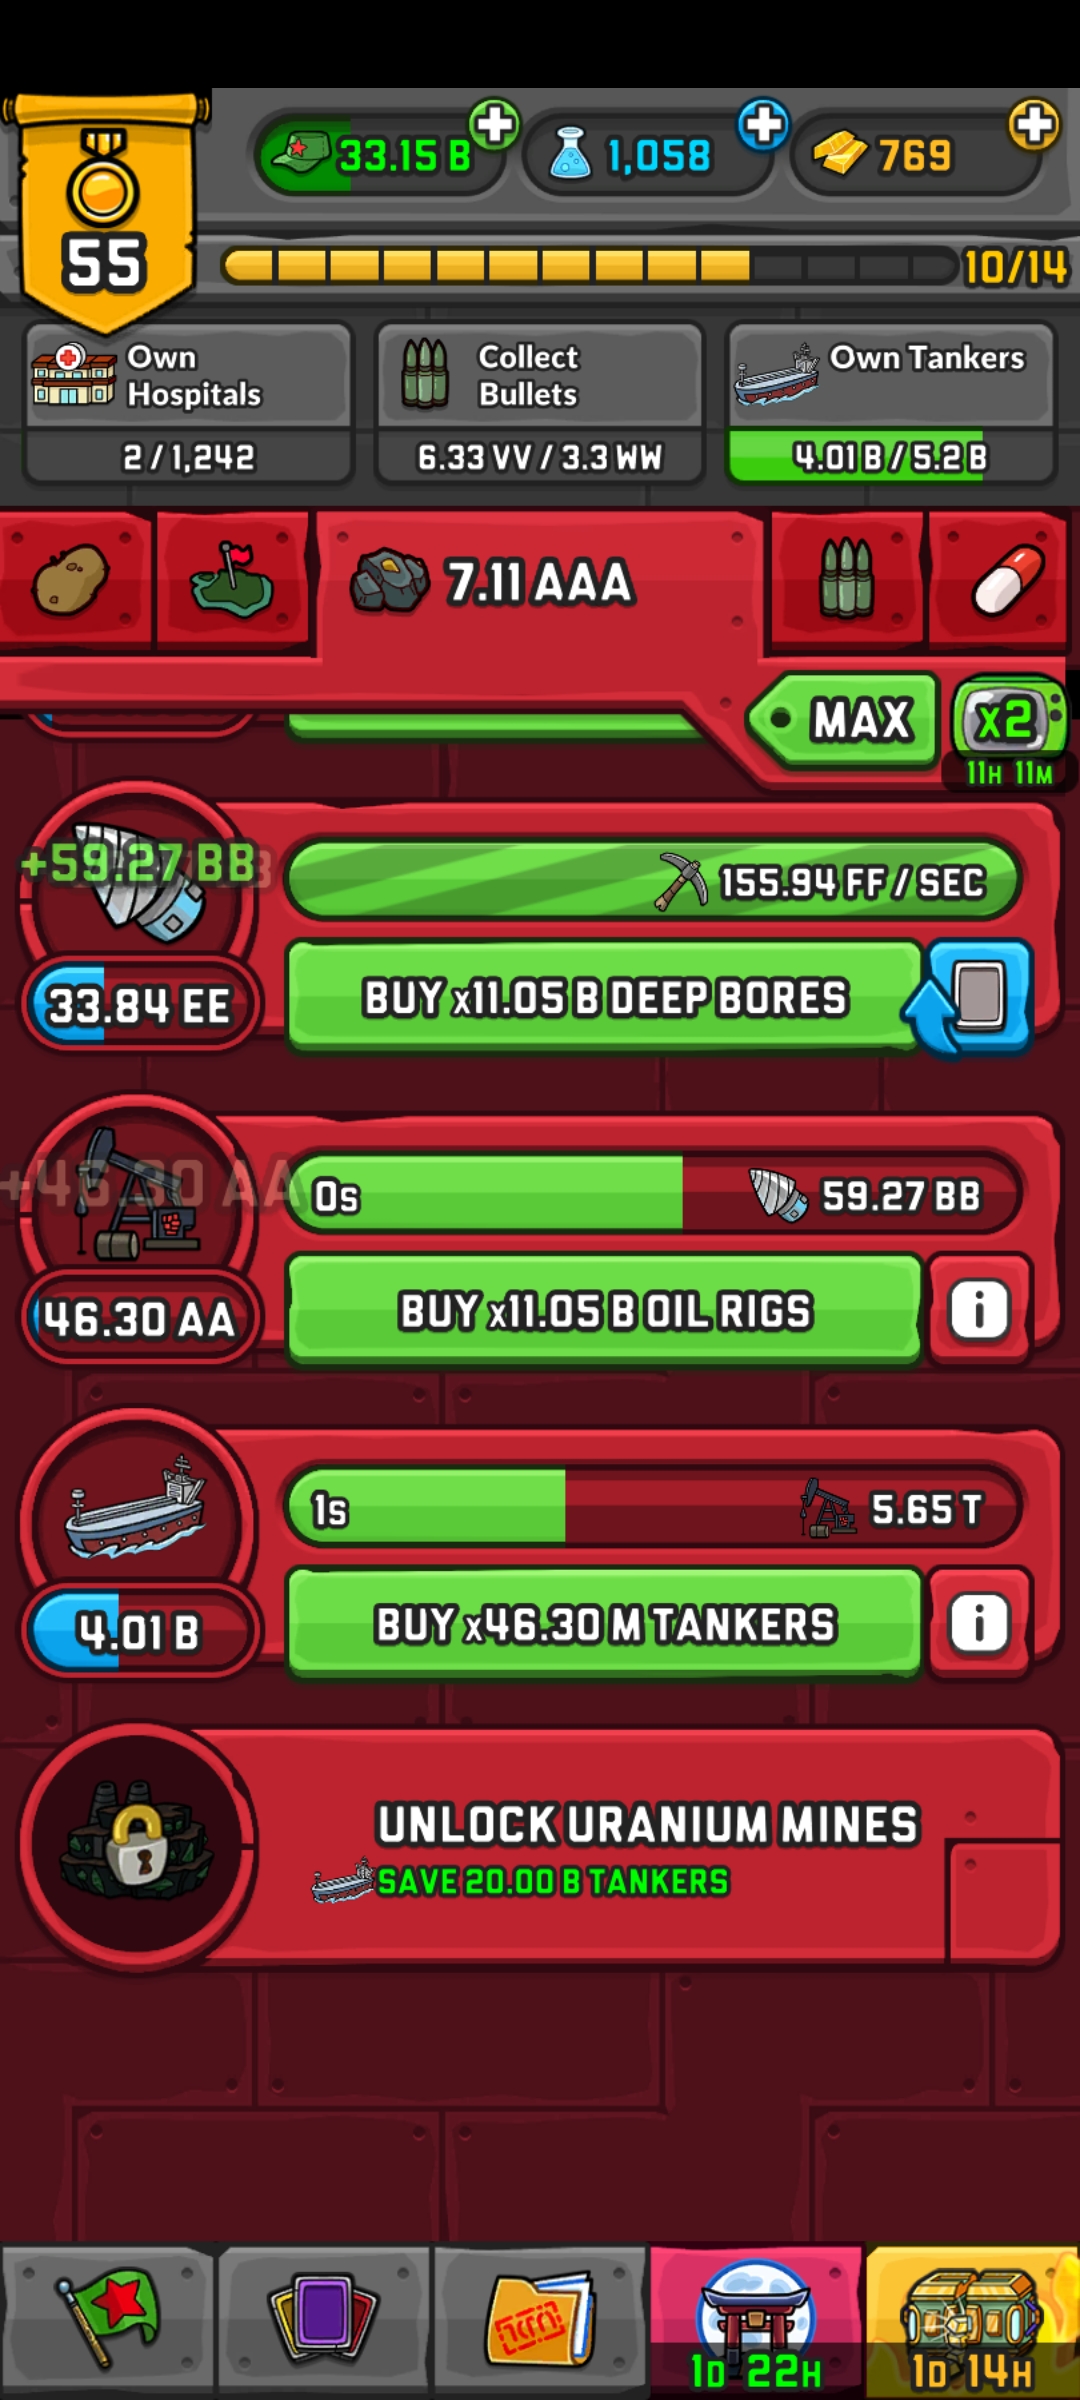 33.15 B
1,058
769
55
10/14
Own
Hospitals
2 / 1,242
Collect
Bullets
6.33 VV / 3.3 WW
Own Tankers
4.01 B / 5.2 B
7.11 AAA
MAX
x2
11H 11M
+59.27 BB
155.94 FF / SEC
33.84 EE
BUY x11.05 B DEEP BORES
+46.30 AA
0s
59.27 BB
46.30 AA
BUY x11.05 B OIL RIGS
i
1s
5.65 T
4.01 B
BUY x46.30 M TANKERS
i
UNLOCK URANIUM MINES
SAVE 20.00 B TANKERS
1D 22H
1D 14H